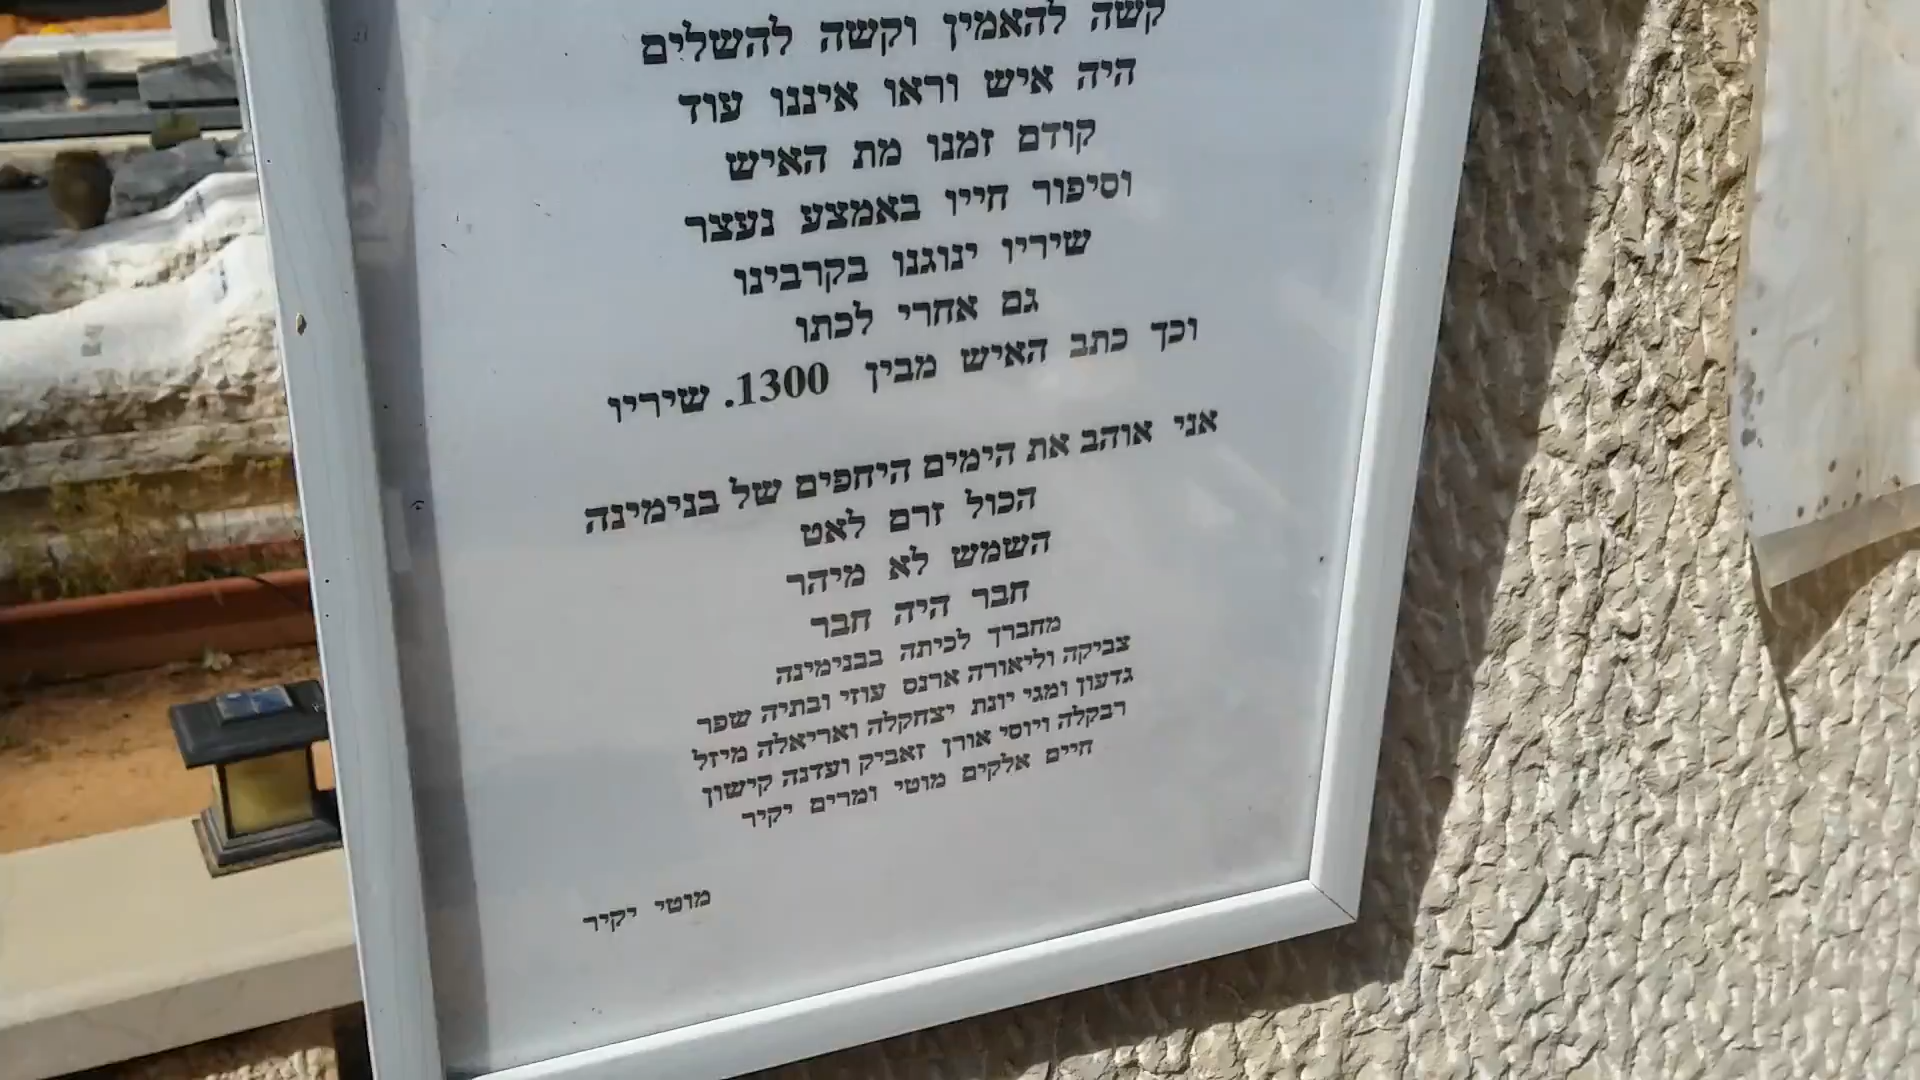 קשה להאמין וקשה להשלים
היה איש וראו איננו עוד
קודם זמנו מת האיש
וסיפור חייו באמצע נעצר
שיריו ינוגנו בקרבינו
גם אחרי לכתו
וכך כתב האיש מבין 1300. שיריו
אני אוהב את הימים היחפים של בנימינה
הכול זרם לאט
השמש לא מיהר
חבר היה חבר
מחברך לכיתה בבנימינה
צביקה וליאורה ארנס עוזי ובתיה שפר
גדעון ומגי יונת יצחקלה ואריאלה מיזל
רבקלה ויוסי אורן זאביק ועדנה קישון
חיים אלקים מוטי ומרים יקיר
מוטי יקיר